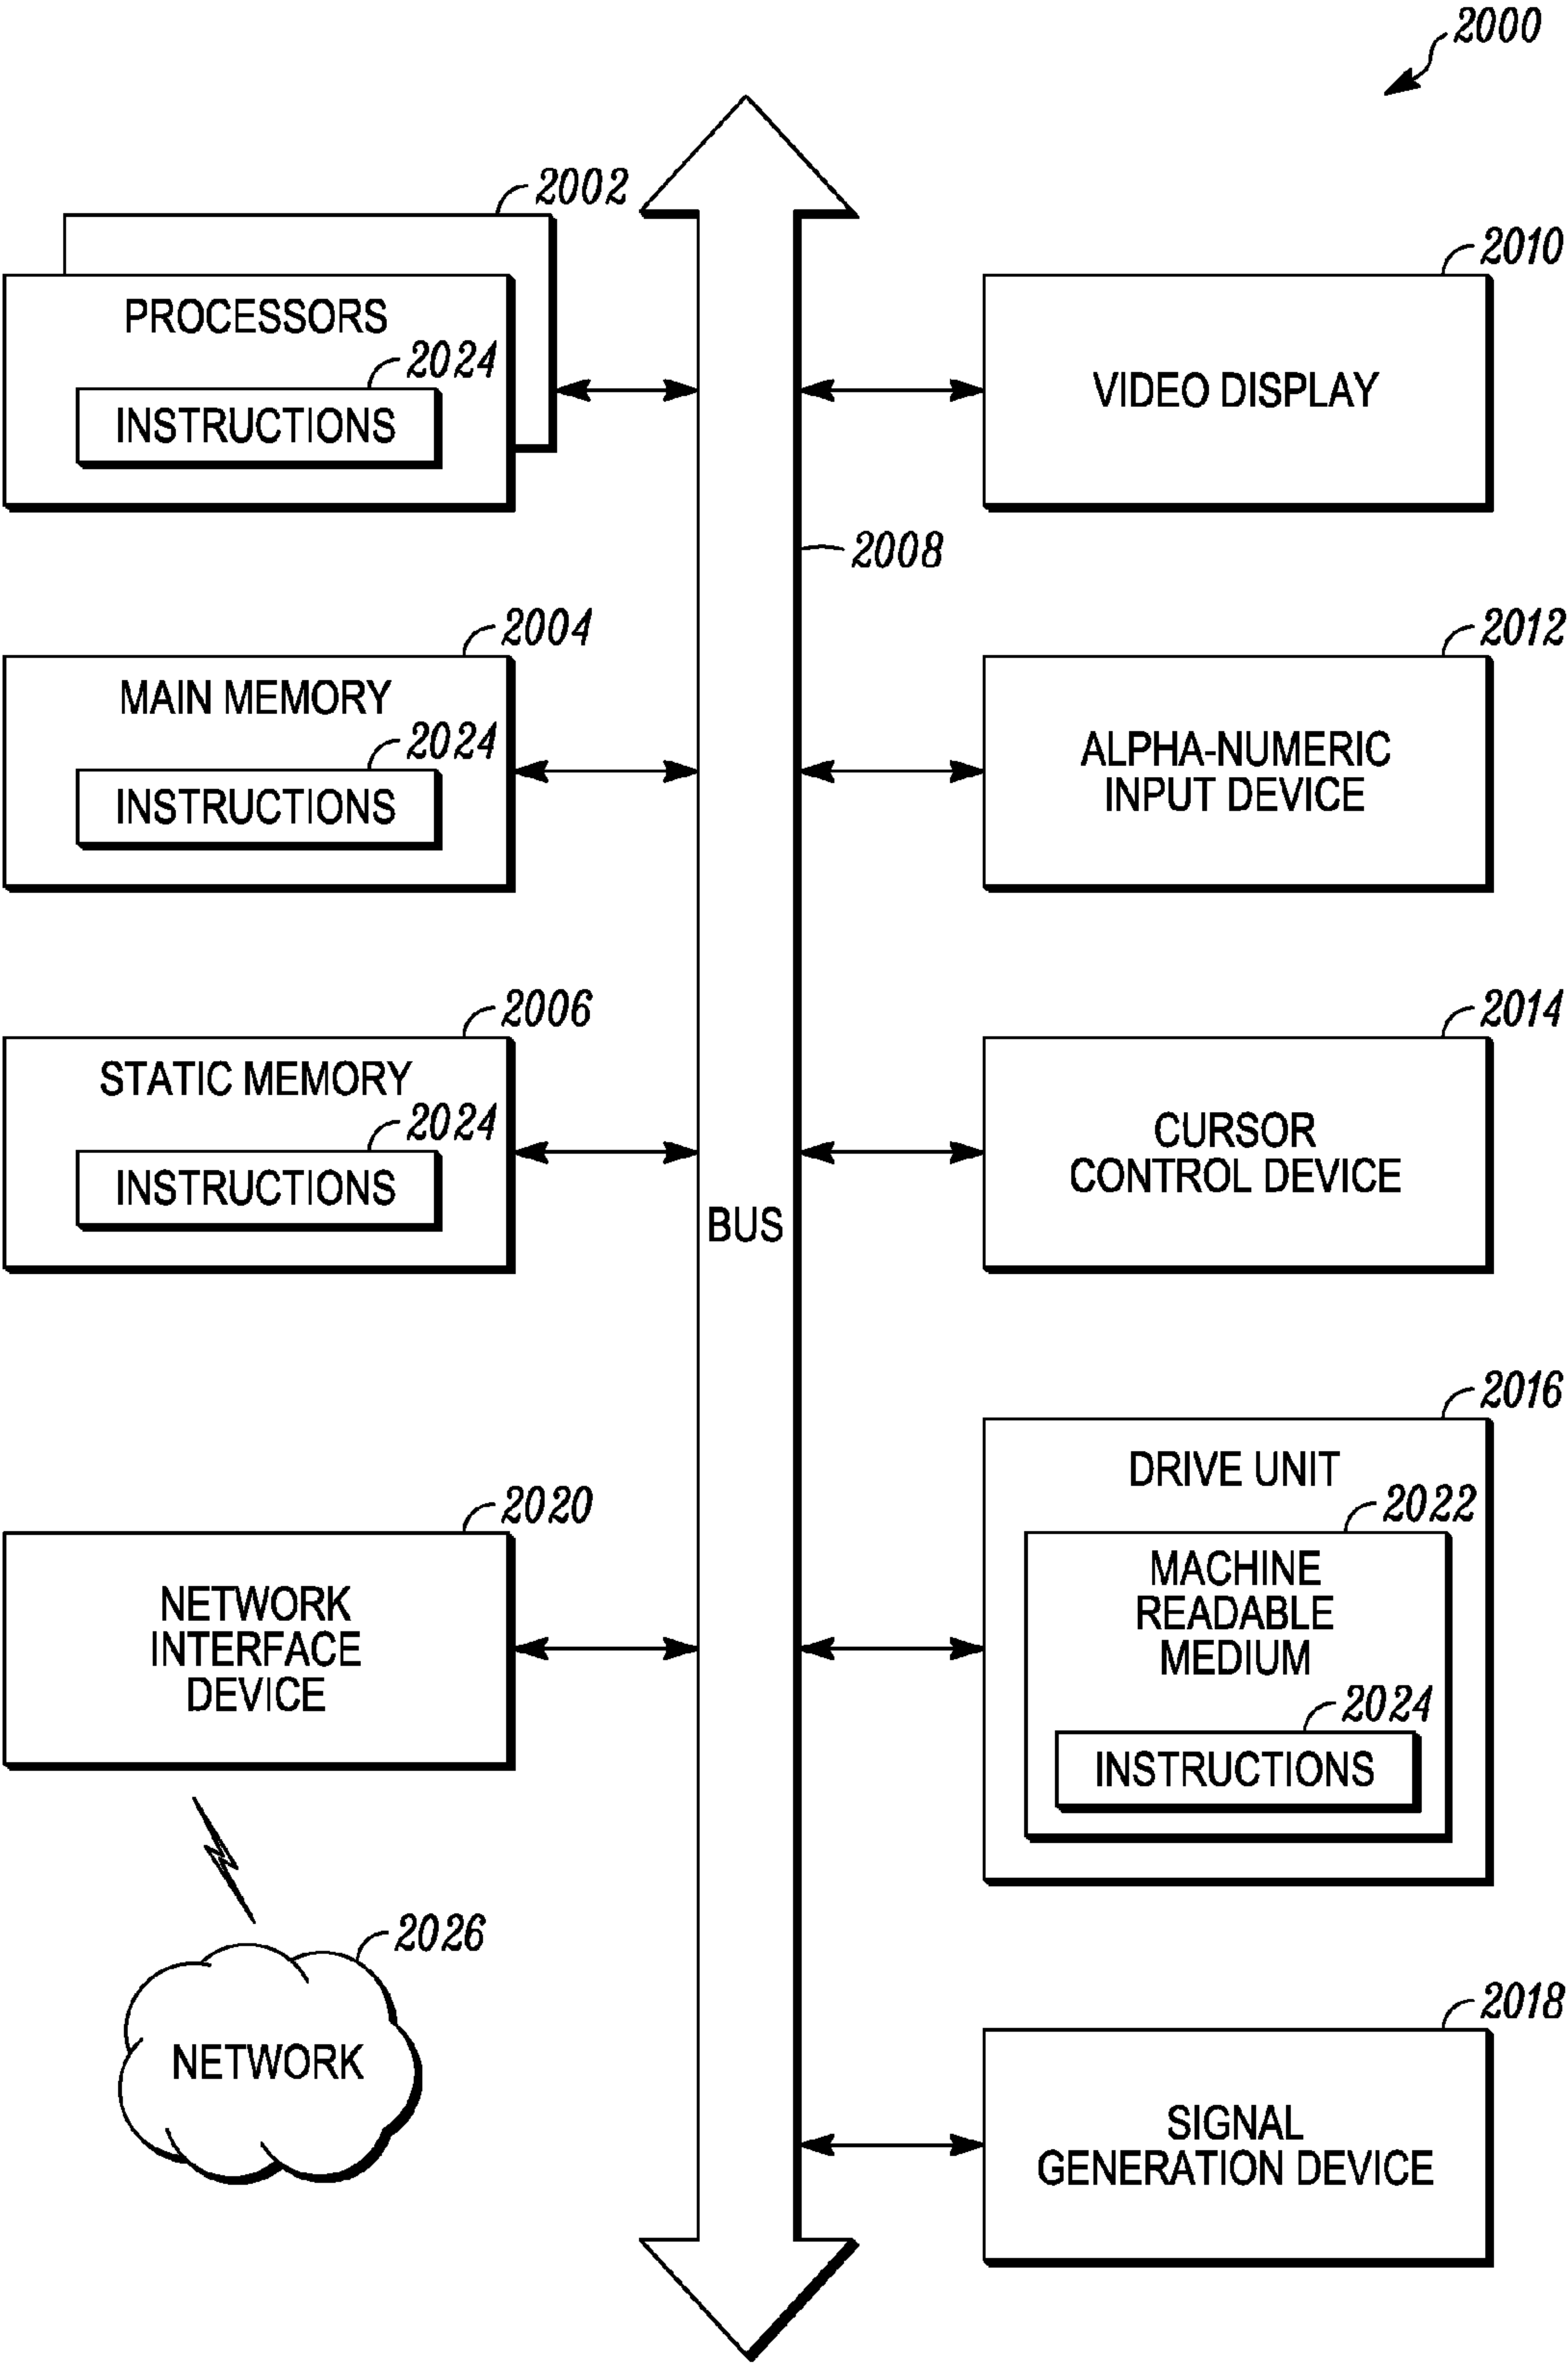 2000
2002
PROCESSORS
2024
INSTRUCTIONS
2004
MAIN MEMORY
2024
INSTRUCTIONS
2006
STATIC MEMORY
2024
INSTRUCTIONS
2020
NETWORK
INTERFACE
DEVICE
2026
NETWORK
2008
BUS
2010
VIDEO DISPLAY
2012
ALPHA-NUMERIC
INPUT DEVICE
2014
CURSOR
CONTROL DEVICE
2016
DRIVE UNIT
2022
MACHINE
READABLE
MEDIUM
2024
INSTRUCTIONS
2018
SIGNAL
GENERATION DEVICE